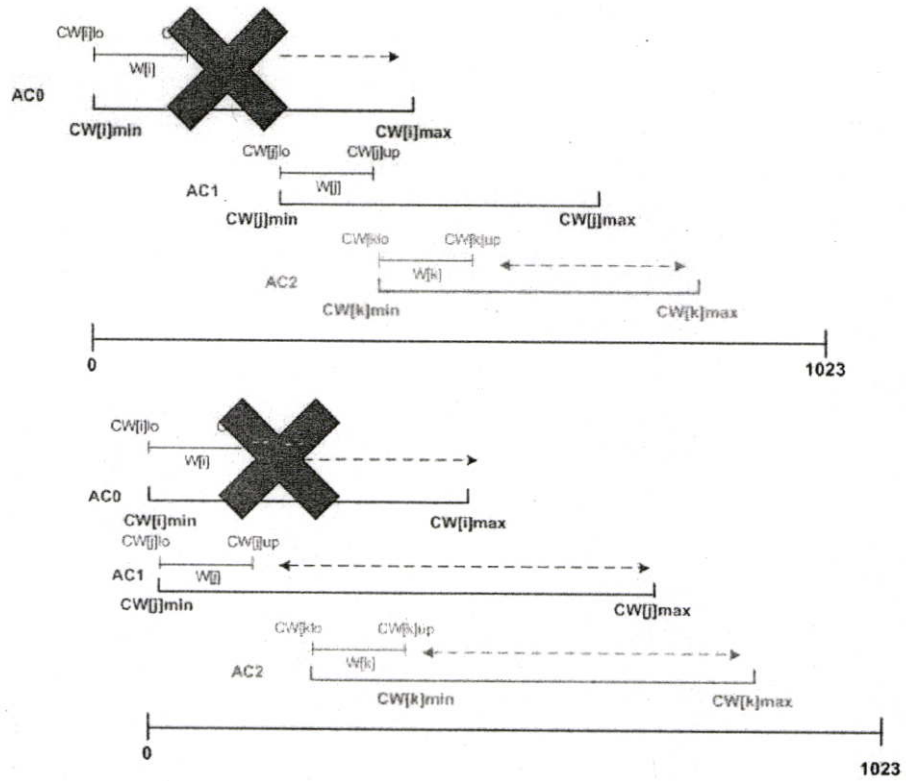 CW[i]lo
W[i]
AC0
CW[i]min CW[i]max
CW[j]lo CW[j]up
W[j]
AC1
CW[j]min CW[j]max
CW[klo CW[k]up
W[k]
AC2
CW[k]min CW[k]max
0 1023
CW[i]lo
W[i]
AC0
CW[i]min CW[i]max
CW[j]lo CW[j]up
W[j]
AC1
CW[j]min CW[j]max
CW[klo CW[k]up
W[k]
AC2
CW[k]min CW[k]max
0 1023